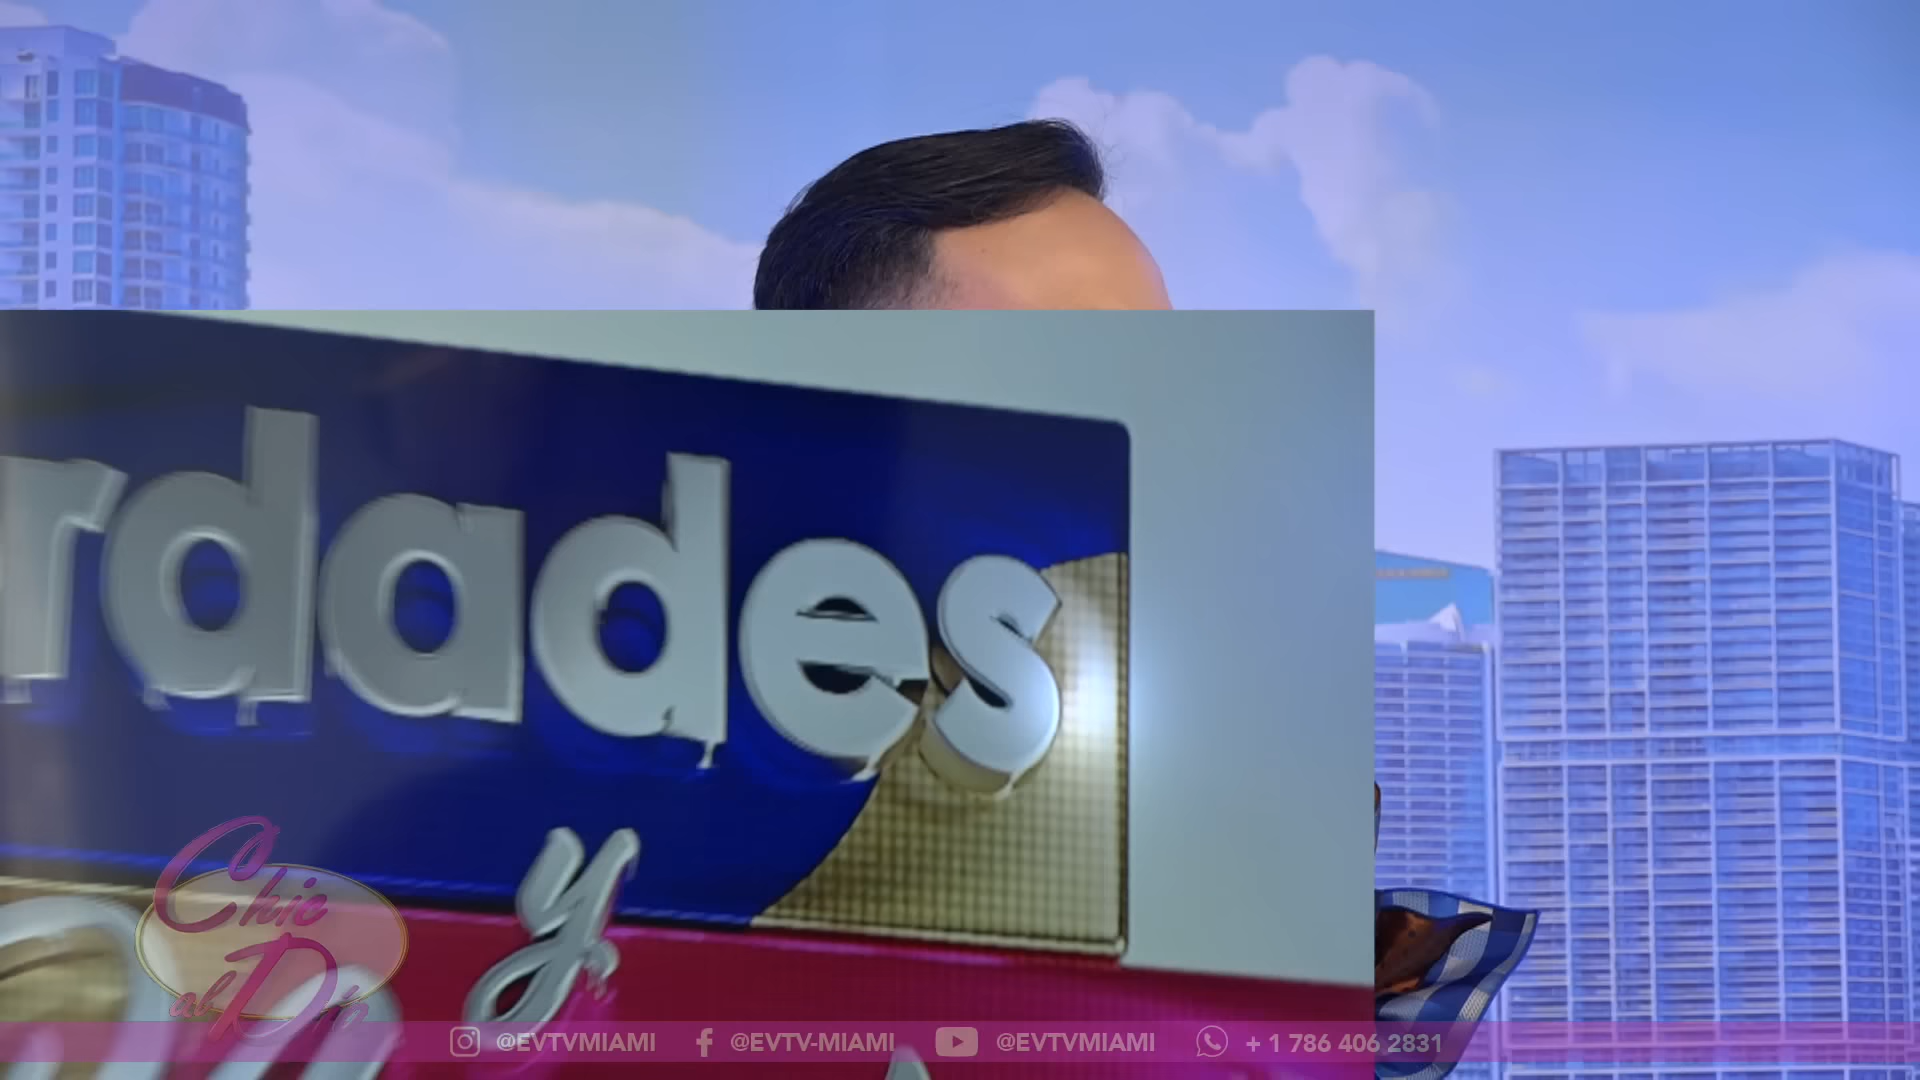 rdades
y
Chic
al Día
@EVTVMIAMI @EVTV-MIAMI @EVTVMIAMI + 1 786 406 2831